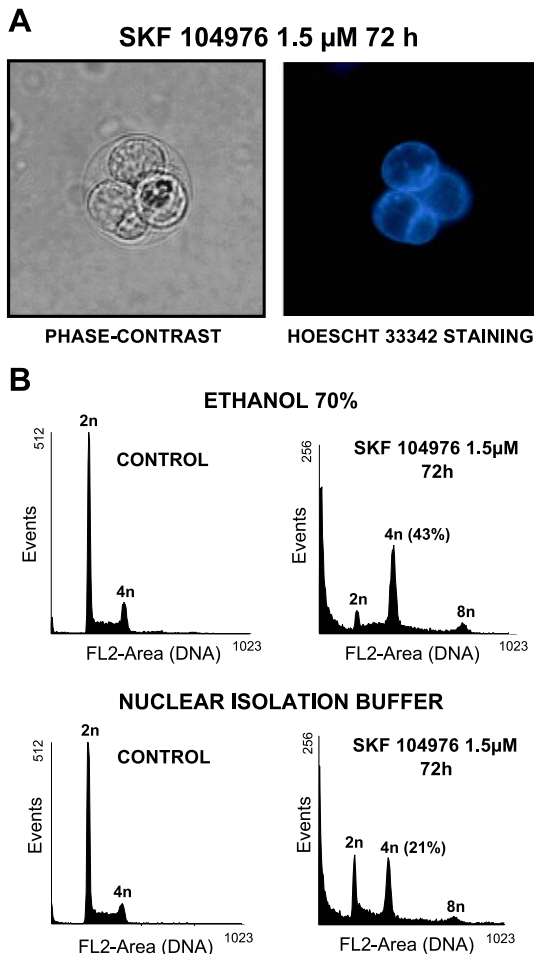 A
SKF 104976 1.5 µM 72 h
PHASE-CONTRAST
HOESCHT 33342 STAINING
B
ETHANOL 70%
512
Events
2n
CONTROL
4n
1023
FL2-Area (DNA)
256
Events
SKF 104976 1.5µM
72h
4n (43%)
2n
8n
1023
FL2-Area (DNA)
NUCLEAR ISOLATION BUFFER
512
Events
2n
CONTROL
4n
1023
FL2-Area (DNA)
256
Events
SKF 104976 1.5µM
72h
2n
4n (21%)
8n
1023
FL2-Area (DNA)